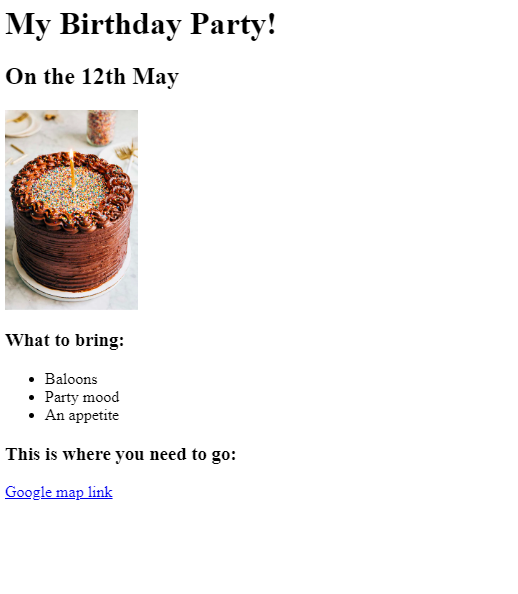 My Birthday Party!
On the 12th May
What to bring:
Baloons
Party mood
An appetite
This is where you need to go:
Google map link